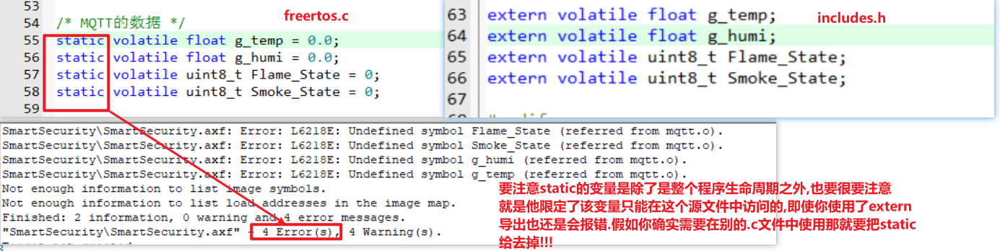 53
54 /* MQTT的数据 */
freertos.c
55 static volatile float g_temp = 0.0;
56 static volatile float g_humi = 0.0;
57 static volatile uint8_t Flame_State = 0;
58 static volatile uint8_t Smoke_State = 0;
59
63 extern volatile float g_temp;
includes.h
64 extern volatile float g_humi;
65 extern volatile uint8_t Flame_State;
66 extern volatile uint8_t Smoke_State;
67
SmartSecurity\SmartSecurity.axf: Error: L6218E: Undefined symbol Flame_State (referred from mqtt.o).
SmartSecurity\SmartSecurity.axf: Error: L6218E: Undefined symbol Smoke_State (referred from mqtt.o).
SmartSecurity\SmartSecurity.axf: Error: L6218E: Undefined symbol g_humi (referred from mqtt.o).
SmartSecurity\SmartSecurity.axf: Error: L6218E: Undefined symbol g_temp (referred from mqtt.o).
Not enough information to list image symbols.
Not enough information to list load addresses in the image map.
Finished: 2 information, 0 warning and 4 error messages.
"SmartSecurity\SmartSecurity.axf" - 4 Error(s), 4 Warning(s).
要注意static的变量是除了是整个程序生命周期之外,也要很要注意
就是他限定了该变量只能在这个源文件中访问的,即使你使用了extern
导出也还是会报错.假如你确实需要在别的.c文件中使用那就要把static
给去掉!!!